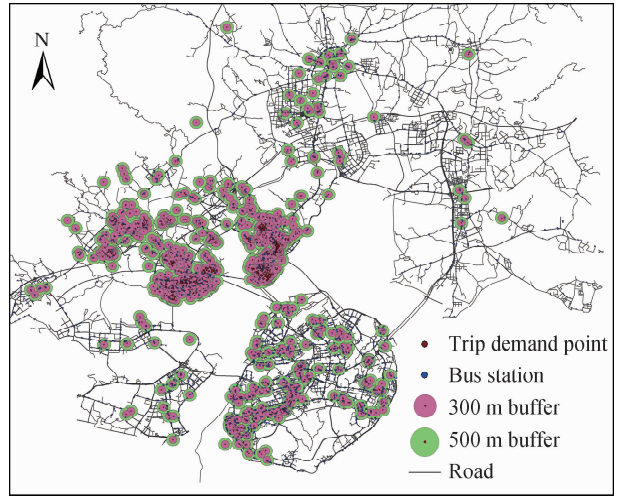 N
Trip demand point
Bus station
300 m buffer
500 m buffer
Road